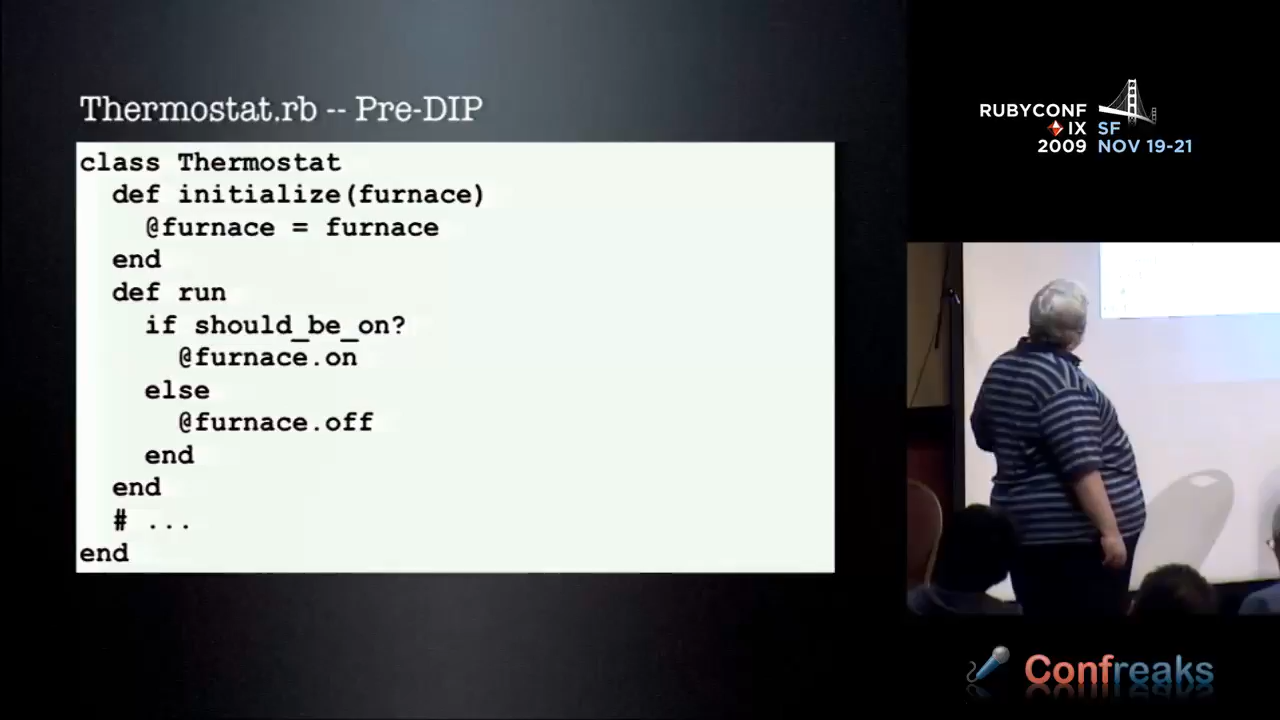 Thermostat.rb -- Pre-DIP
class Thermostat
  def initialize(furnace)
    @furnace = furnace
  end
  def run
    if should_be_on?
      @furnace.on
    else
      @furnace.off
    end
  end
  # ...
end
RUBYCONF
IX SF
2009 NOV 19-21
Confreaks